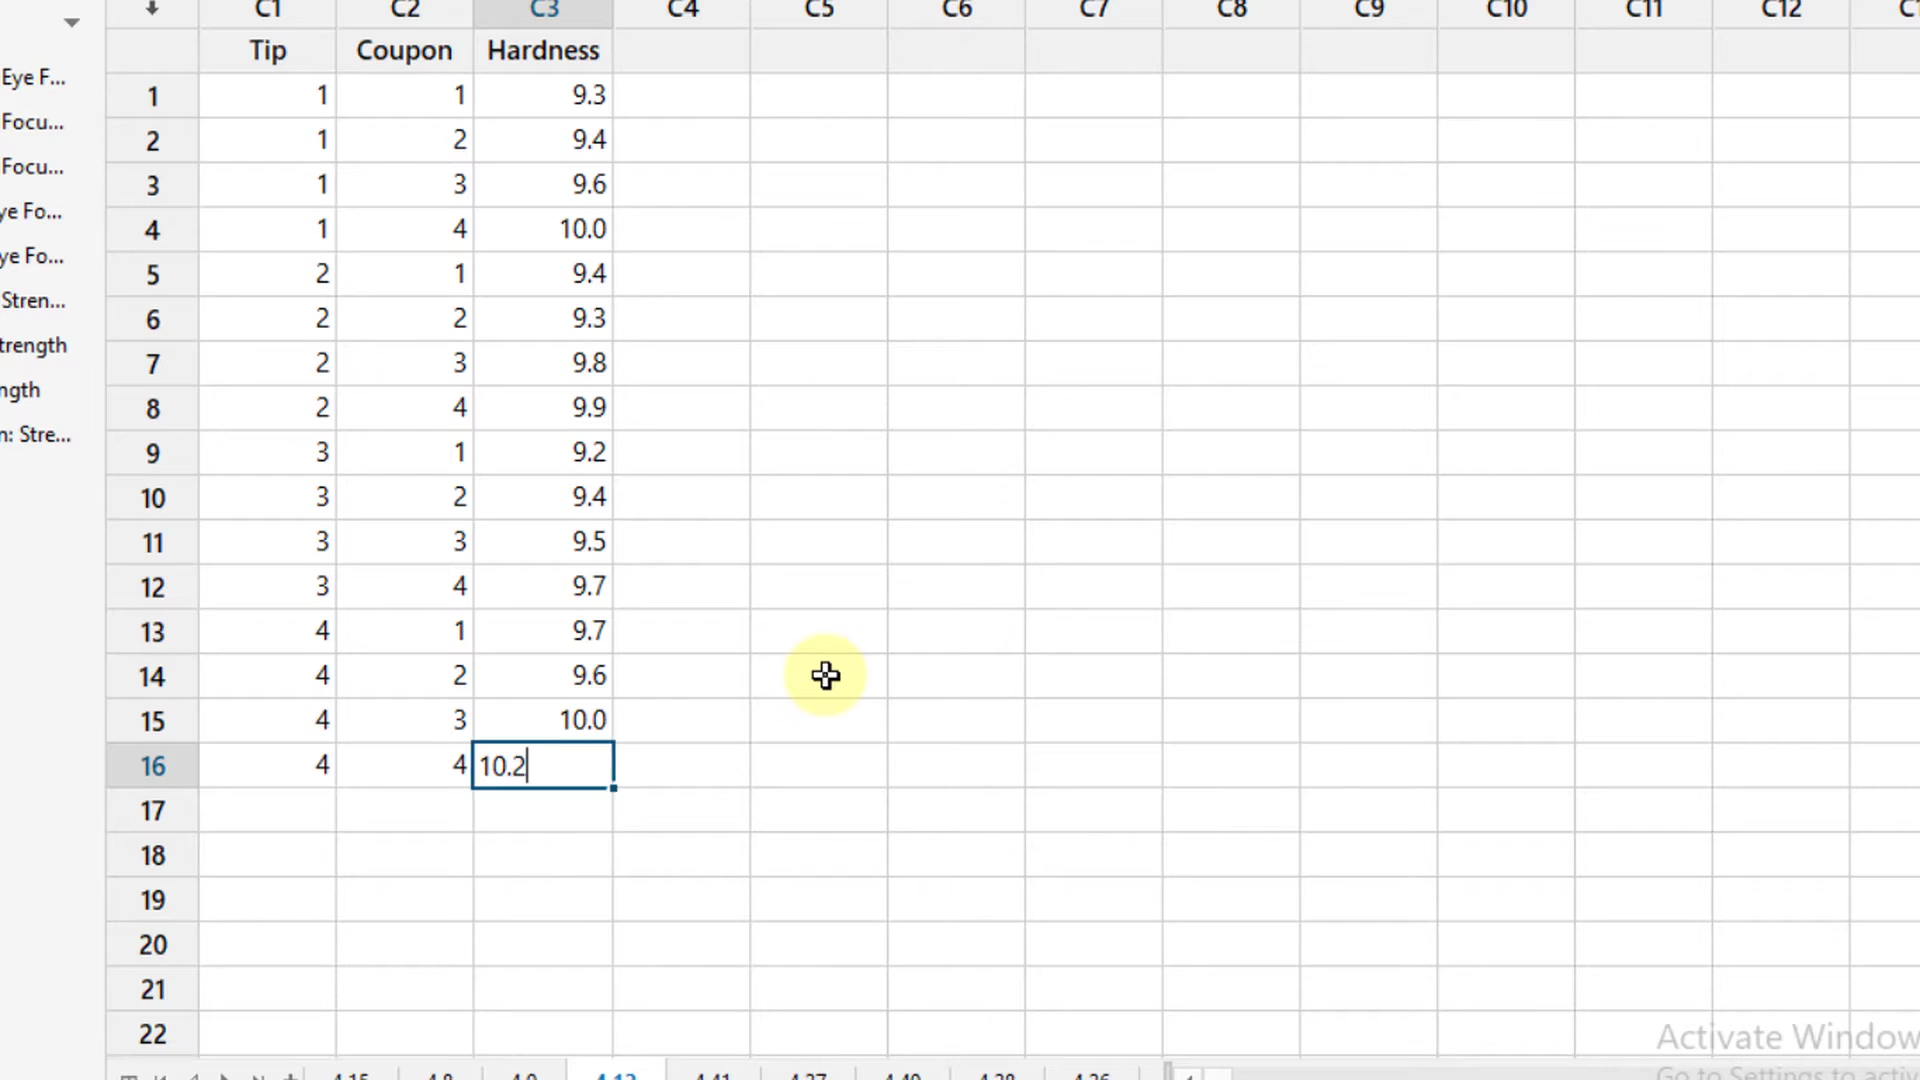 C1 C2 C3 C4 C5 C6 C7 C8 C9 C10 C11 C12
Tip Coupon Hardness
Eye F...
Focu...
Focu...
ye Fo...
ye Fo...
Stren...
trength
ngth
n: Stre...
1 1 1 9.3
2 1 2 9.4
3 1 3 9.6
4 1 4 10.0
5 2 1 9.4
6 2 2 9.3
7 2 3 9.8
8 2 4 9.9
9 3 1 9.2
10 3 2 9.4
11 3 3 9.5
12 3 4 9.7
13 4 1 9.7
14 4 2 9.6
15 4 3 10.0
16 4 4 10.2
17
18
19
20
21
22
Activate Window
Go to Settings to activ